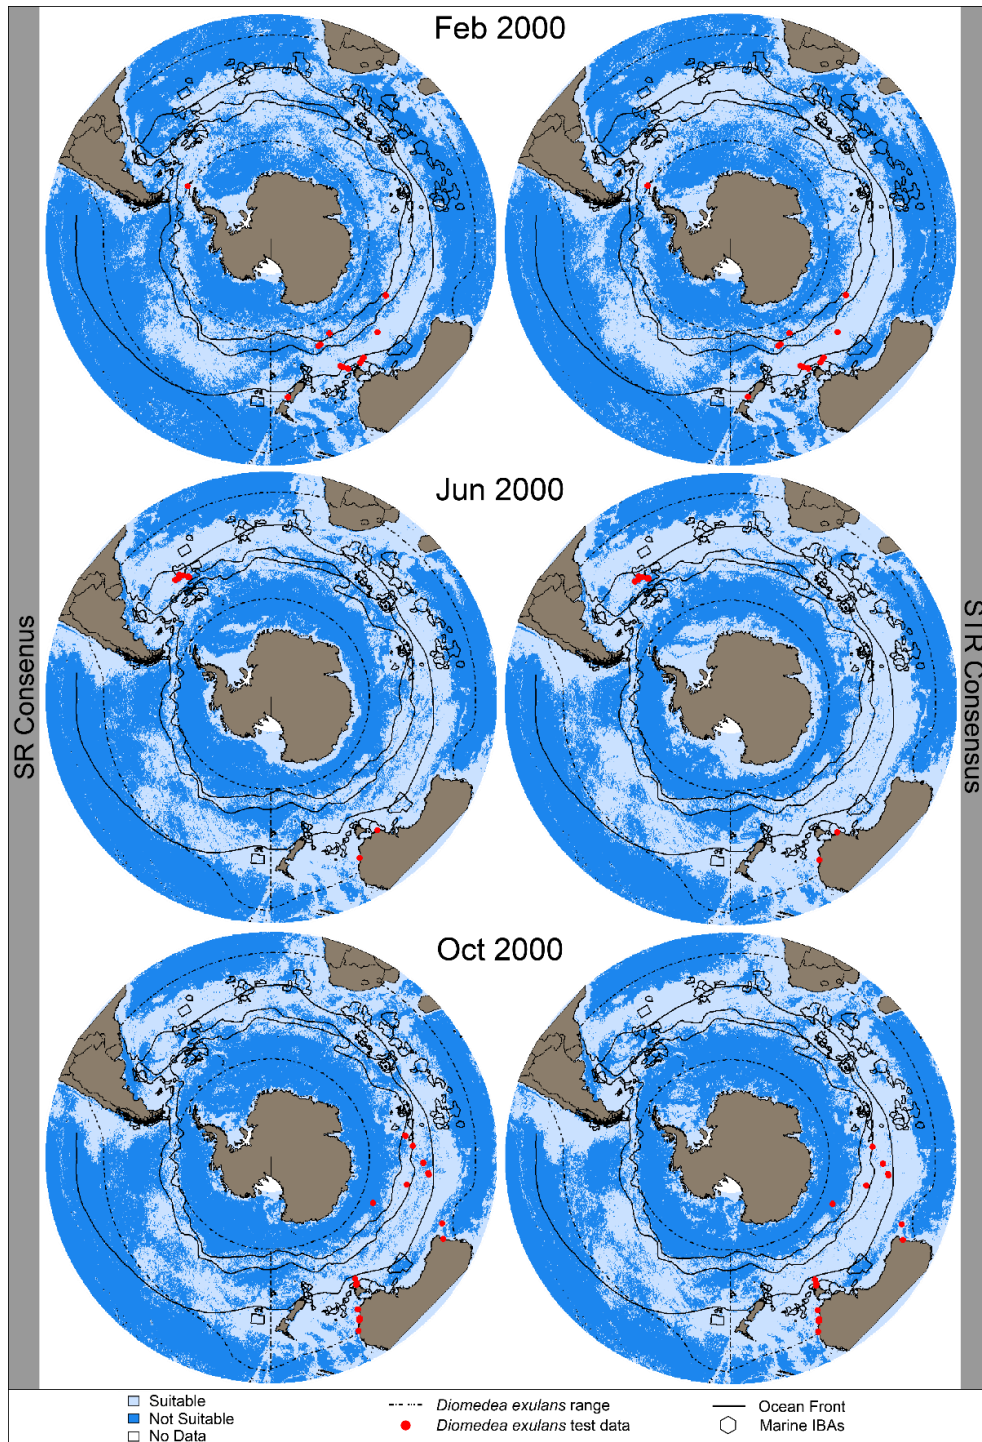 Feb 2000
Jun 2000
SR Consenus
STR Consensus
Oct 2000
Suitable
Not Suitable
No Data
Diomedea exulans range
Diomedea exulans test data
Ocean Front
Marine IBAs